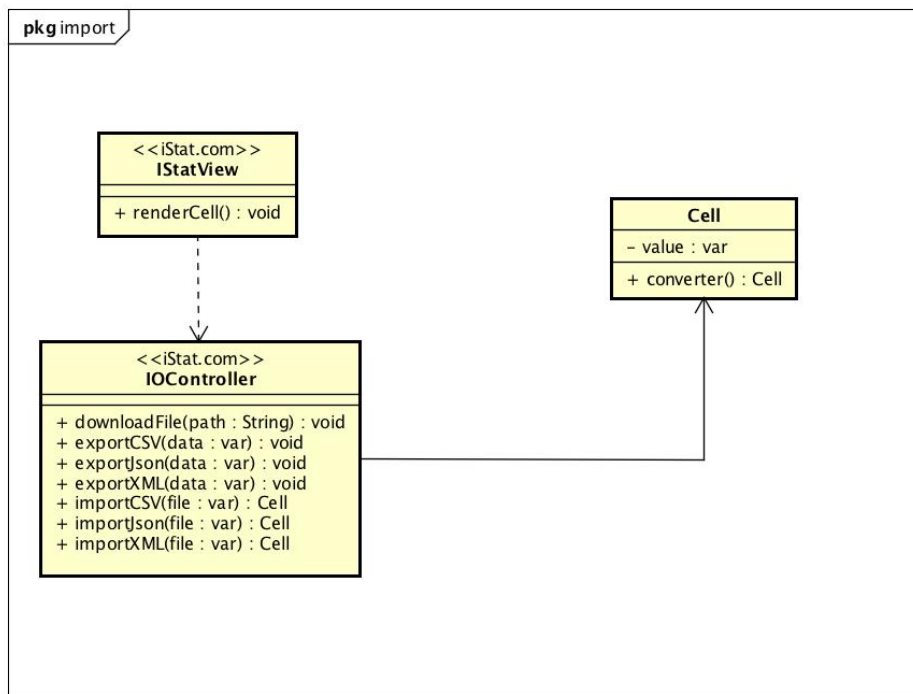 pkg import
<<iStat.com>>
IStatView
+ renderCell() : void
<<iStat.com>>
IOController
+ downloadFile(path : String) : void
+ exportCSV(data : var) : void
+ exportJson(data : var) : void
+ exportXML(data : var) : void
+ importCSV(file : var) : Cell
+ importJson(file : var) : Cell
+ importXML(file : var) : Cell
Cell
- value : var
+ converter() : Cell